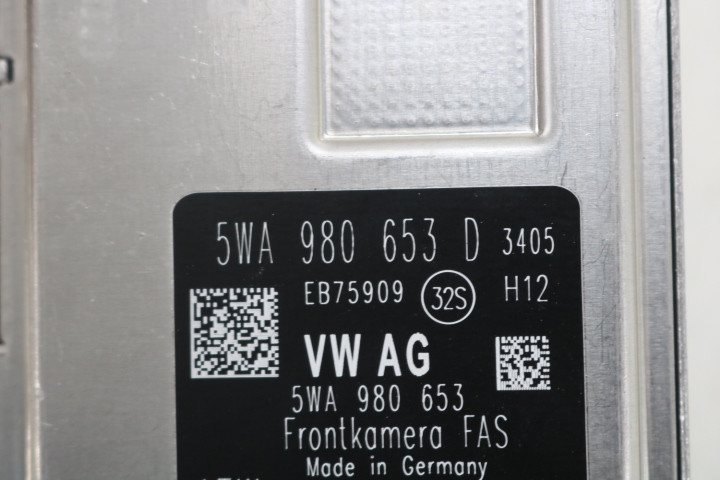 5WA 980 653 D 3405
EB75909 32S H12
VW AG
5WA 980 653
Frontkamera FAS
Made in Germany